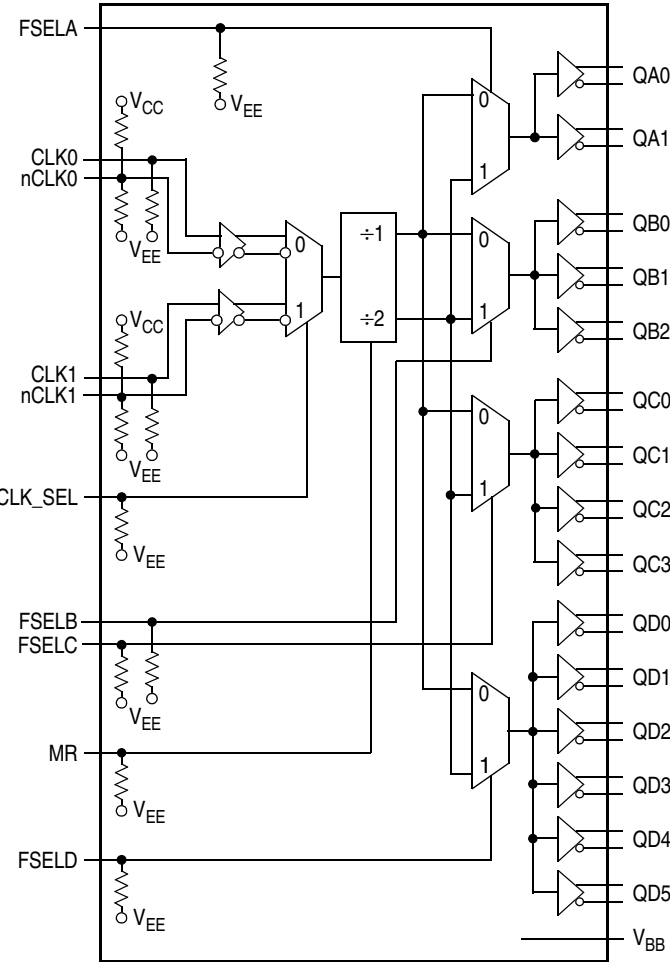 FSELA
VEE
VCC
CLK0
nCLK0
VEE
VCC
CLK1
nCLK1
VEE
CLK_SEL
VEE
FSELB
FSELC
VEE
MR
VEE
FSELD
VEE
0
1
÷1
÷2
0
1
0
1
0
1
0
1
QA0
QA1
QB0
QB1
QB2
QC0
QC1
QC2
QC3
QD0
QD1
QD2
QD3
QD4
QD5
VBB